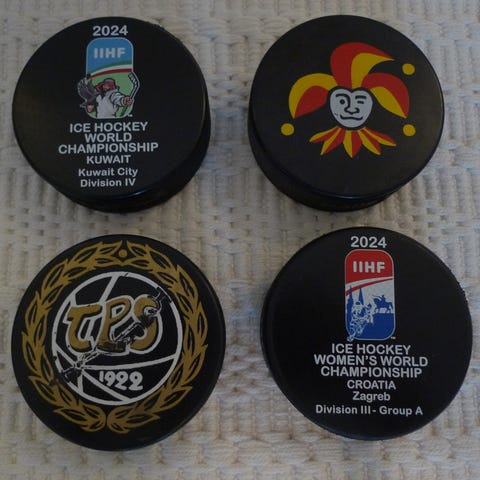 2024
IIHF
ICE HOCKEY
WORLD
CHAMPIONSHIP
KUWAIT
Kuwait City
Division IV
TPS
1922
2024
IIHF
ICE HOCKEY
WOMEN'S WORLD
CHAMPIONSHIP
CROATIA
Zagreb
Division III - Group A